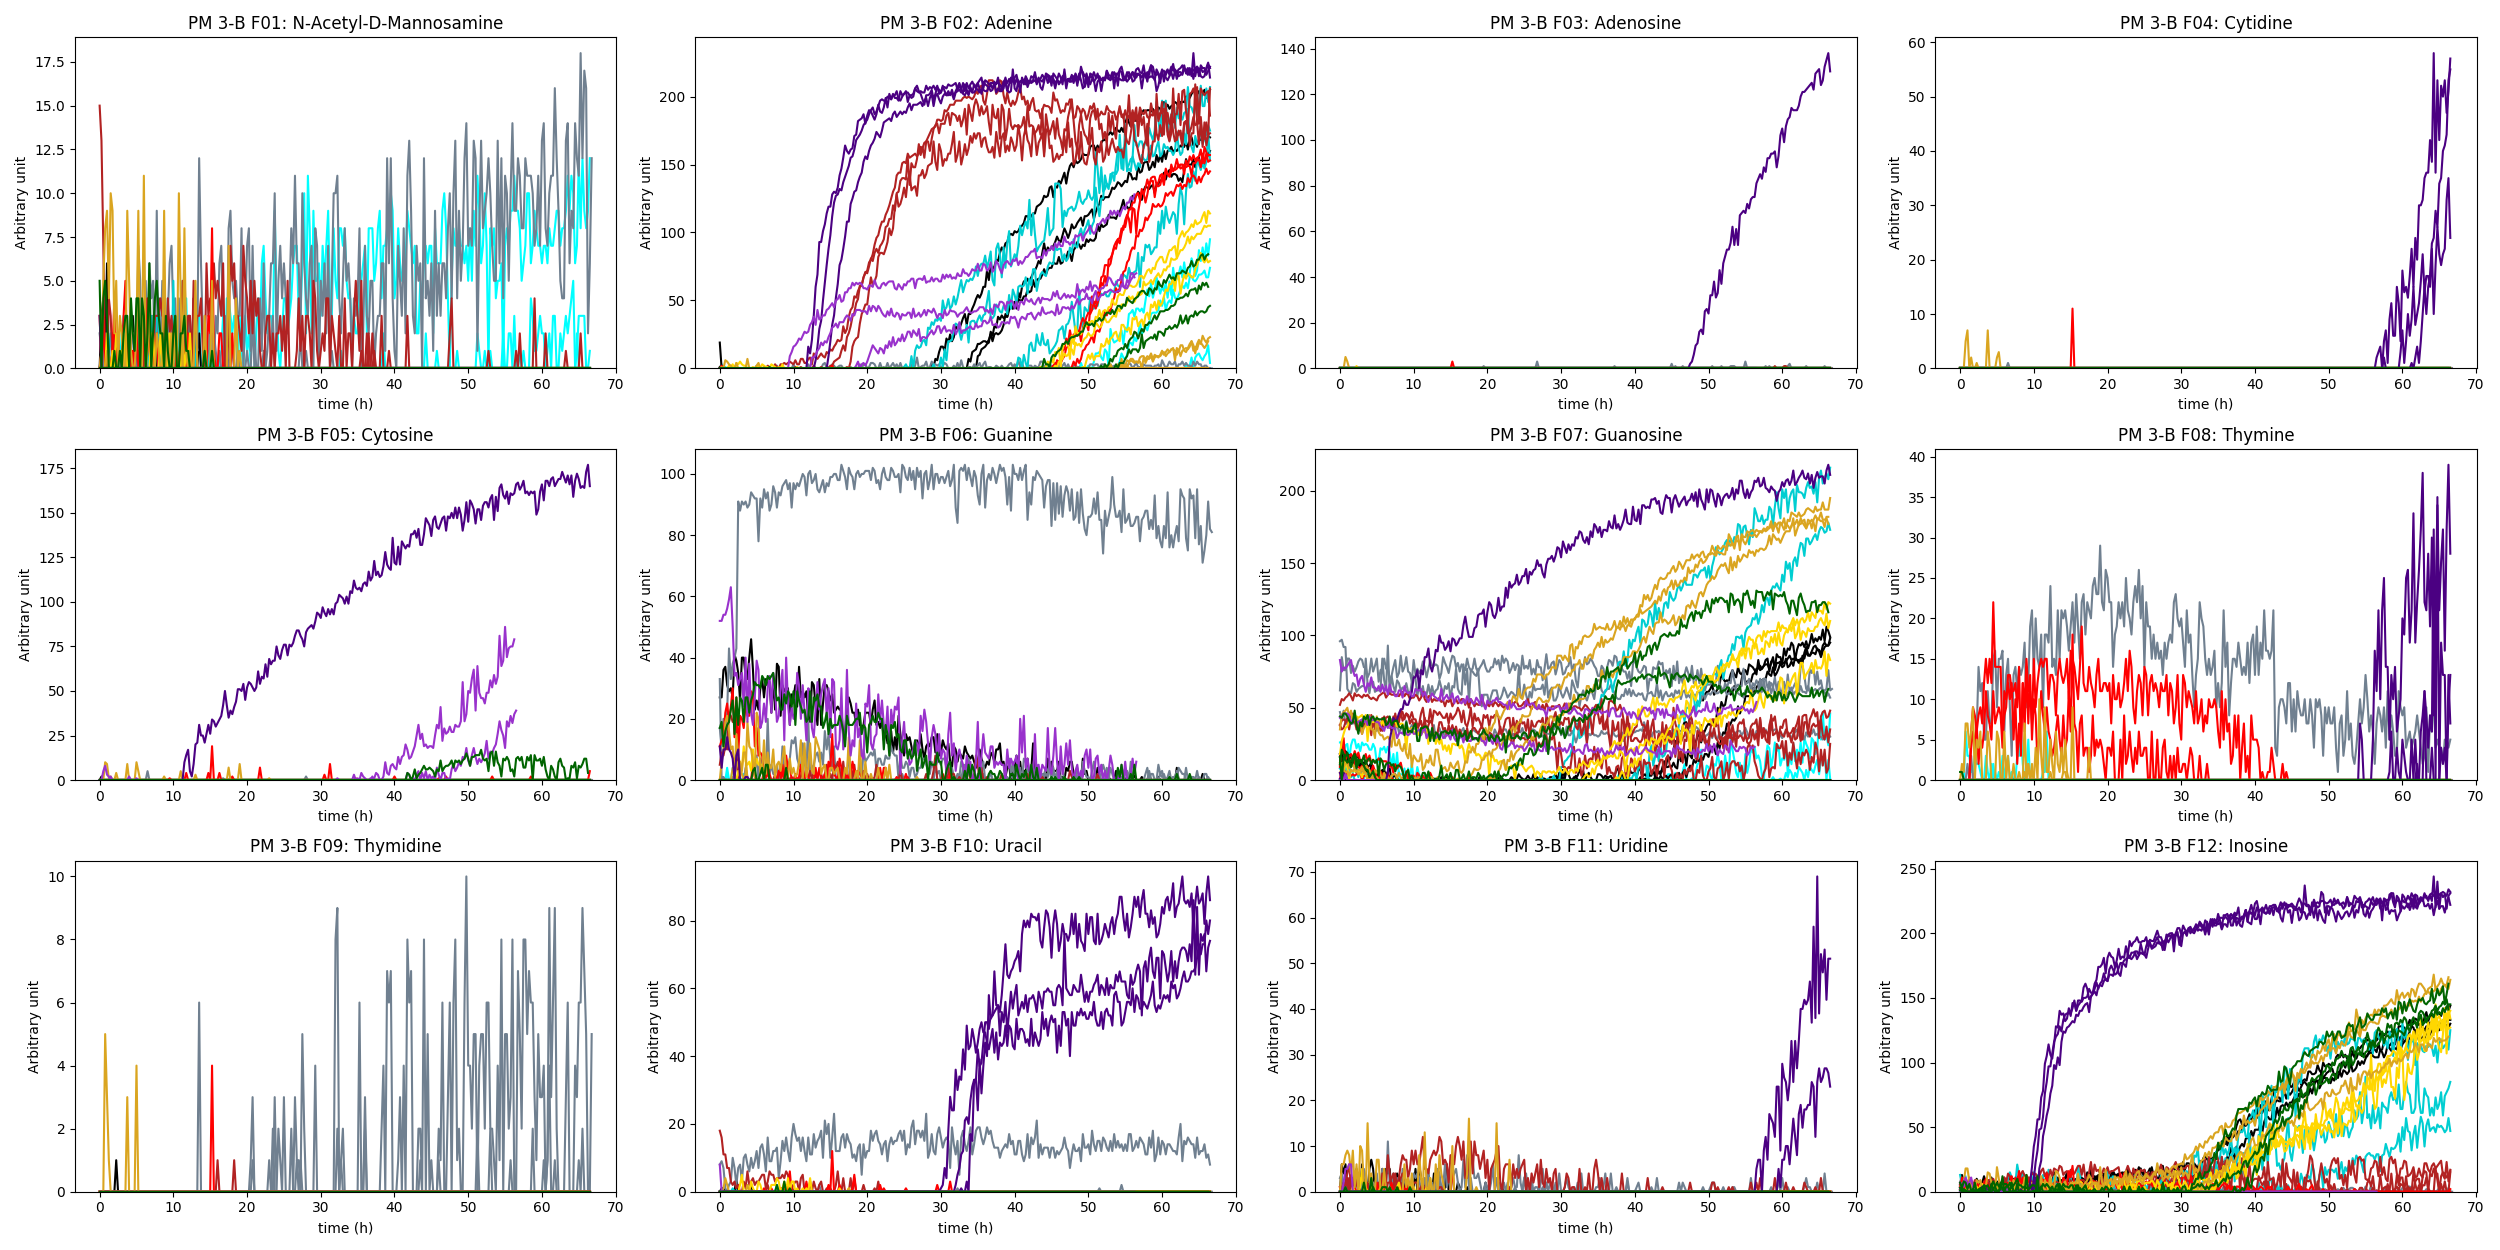 PM 3-B F01: N-Acetyl-D-Mannosamine
Arbitrary unit
17.5
15.0
12.5
10.0
7.5
5.0
2.5
0.0
0 10 20 30 40 50 60 70
time (h)
PM 3-B F02: Adenine
Arbitrary unit
200
150
100
50
0
0 10 20 30 40 50 60 70
time (h)
PM 3-B F03: Adenosine
Arbitrary unit
140
120
100
80
60
40
20
0
0 10 20 30 40 50 60 70
time (h)
PM 3-B F04: Cytidine
Arbitrary unit
60
50
40
30
20
10
0
0 10 20 30 40 50 60 70
time (h)
PM 3-B F05: Cytosine
Arbitrary unit
175
150
125
100
75
50
25
0
0 10 20 30 40 50 60 70
time (h)
PM 3-B F06: Guanine
Arbitrary unit
100
80
60
40
20
0
0 10 20 30 40 50 60 70
time (h)
PM 3-B F07: Guanosine
Arbitrary unit
200
150
100
50
0
0 10 20 30 40 50 60 70
time (h)
PM 3-B F08: Thymine
Arbitrary unit
40
35
30
25
20
15
10
5
0
0 10 20 30 40 50 60 70
time (h)
PM 3-B F09: Thymidine
Arbitrary unit
10
8
6
4
2
0
0 10 20 30 40 50 60 70
time (h)
PM 3-B F10: Uracil
Arbitrary unit
80
60
40
20
0
0 10 20 30 40 50 60 70
time (h)
PM 3-B F11: Uridine
Arbitrary unit
70
60
50
40
30
20
10
0
0 10 20 30 40 50 60 70
time (h)
PM 3-B F12: Inosine
Arbitrary unit
250
200
150
100
50
0
0 10 20 30 40 50 60 70
time (h)